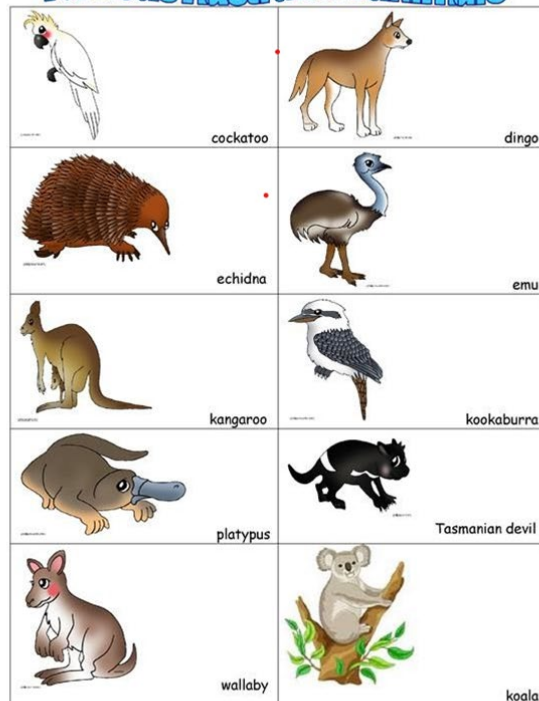 cockatoo
dingo
echidna
emu
kangaroo
kookaburra
platypus
Tasmanian devil
wallaby
koala